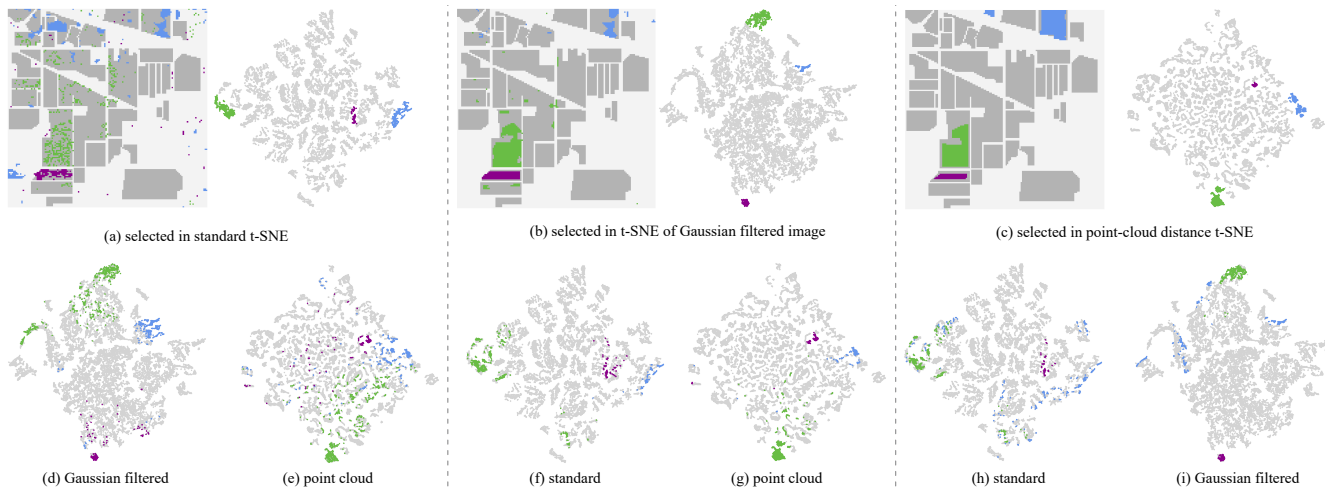 (a) selected in standard t-SNE
(b) selected in t-SNE of Gaussian filtered image
(c) selected in point-cloud distance t-SNE
(d) Gaussian filtered
(e) point cloud
(f) standard
(g) point cloud
(h) standard
(i) Gaussian filtered